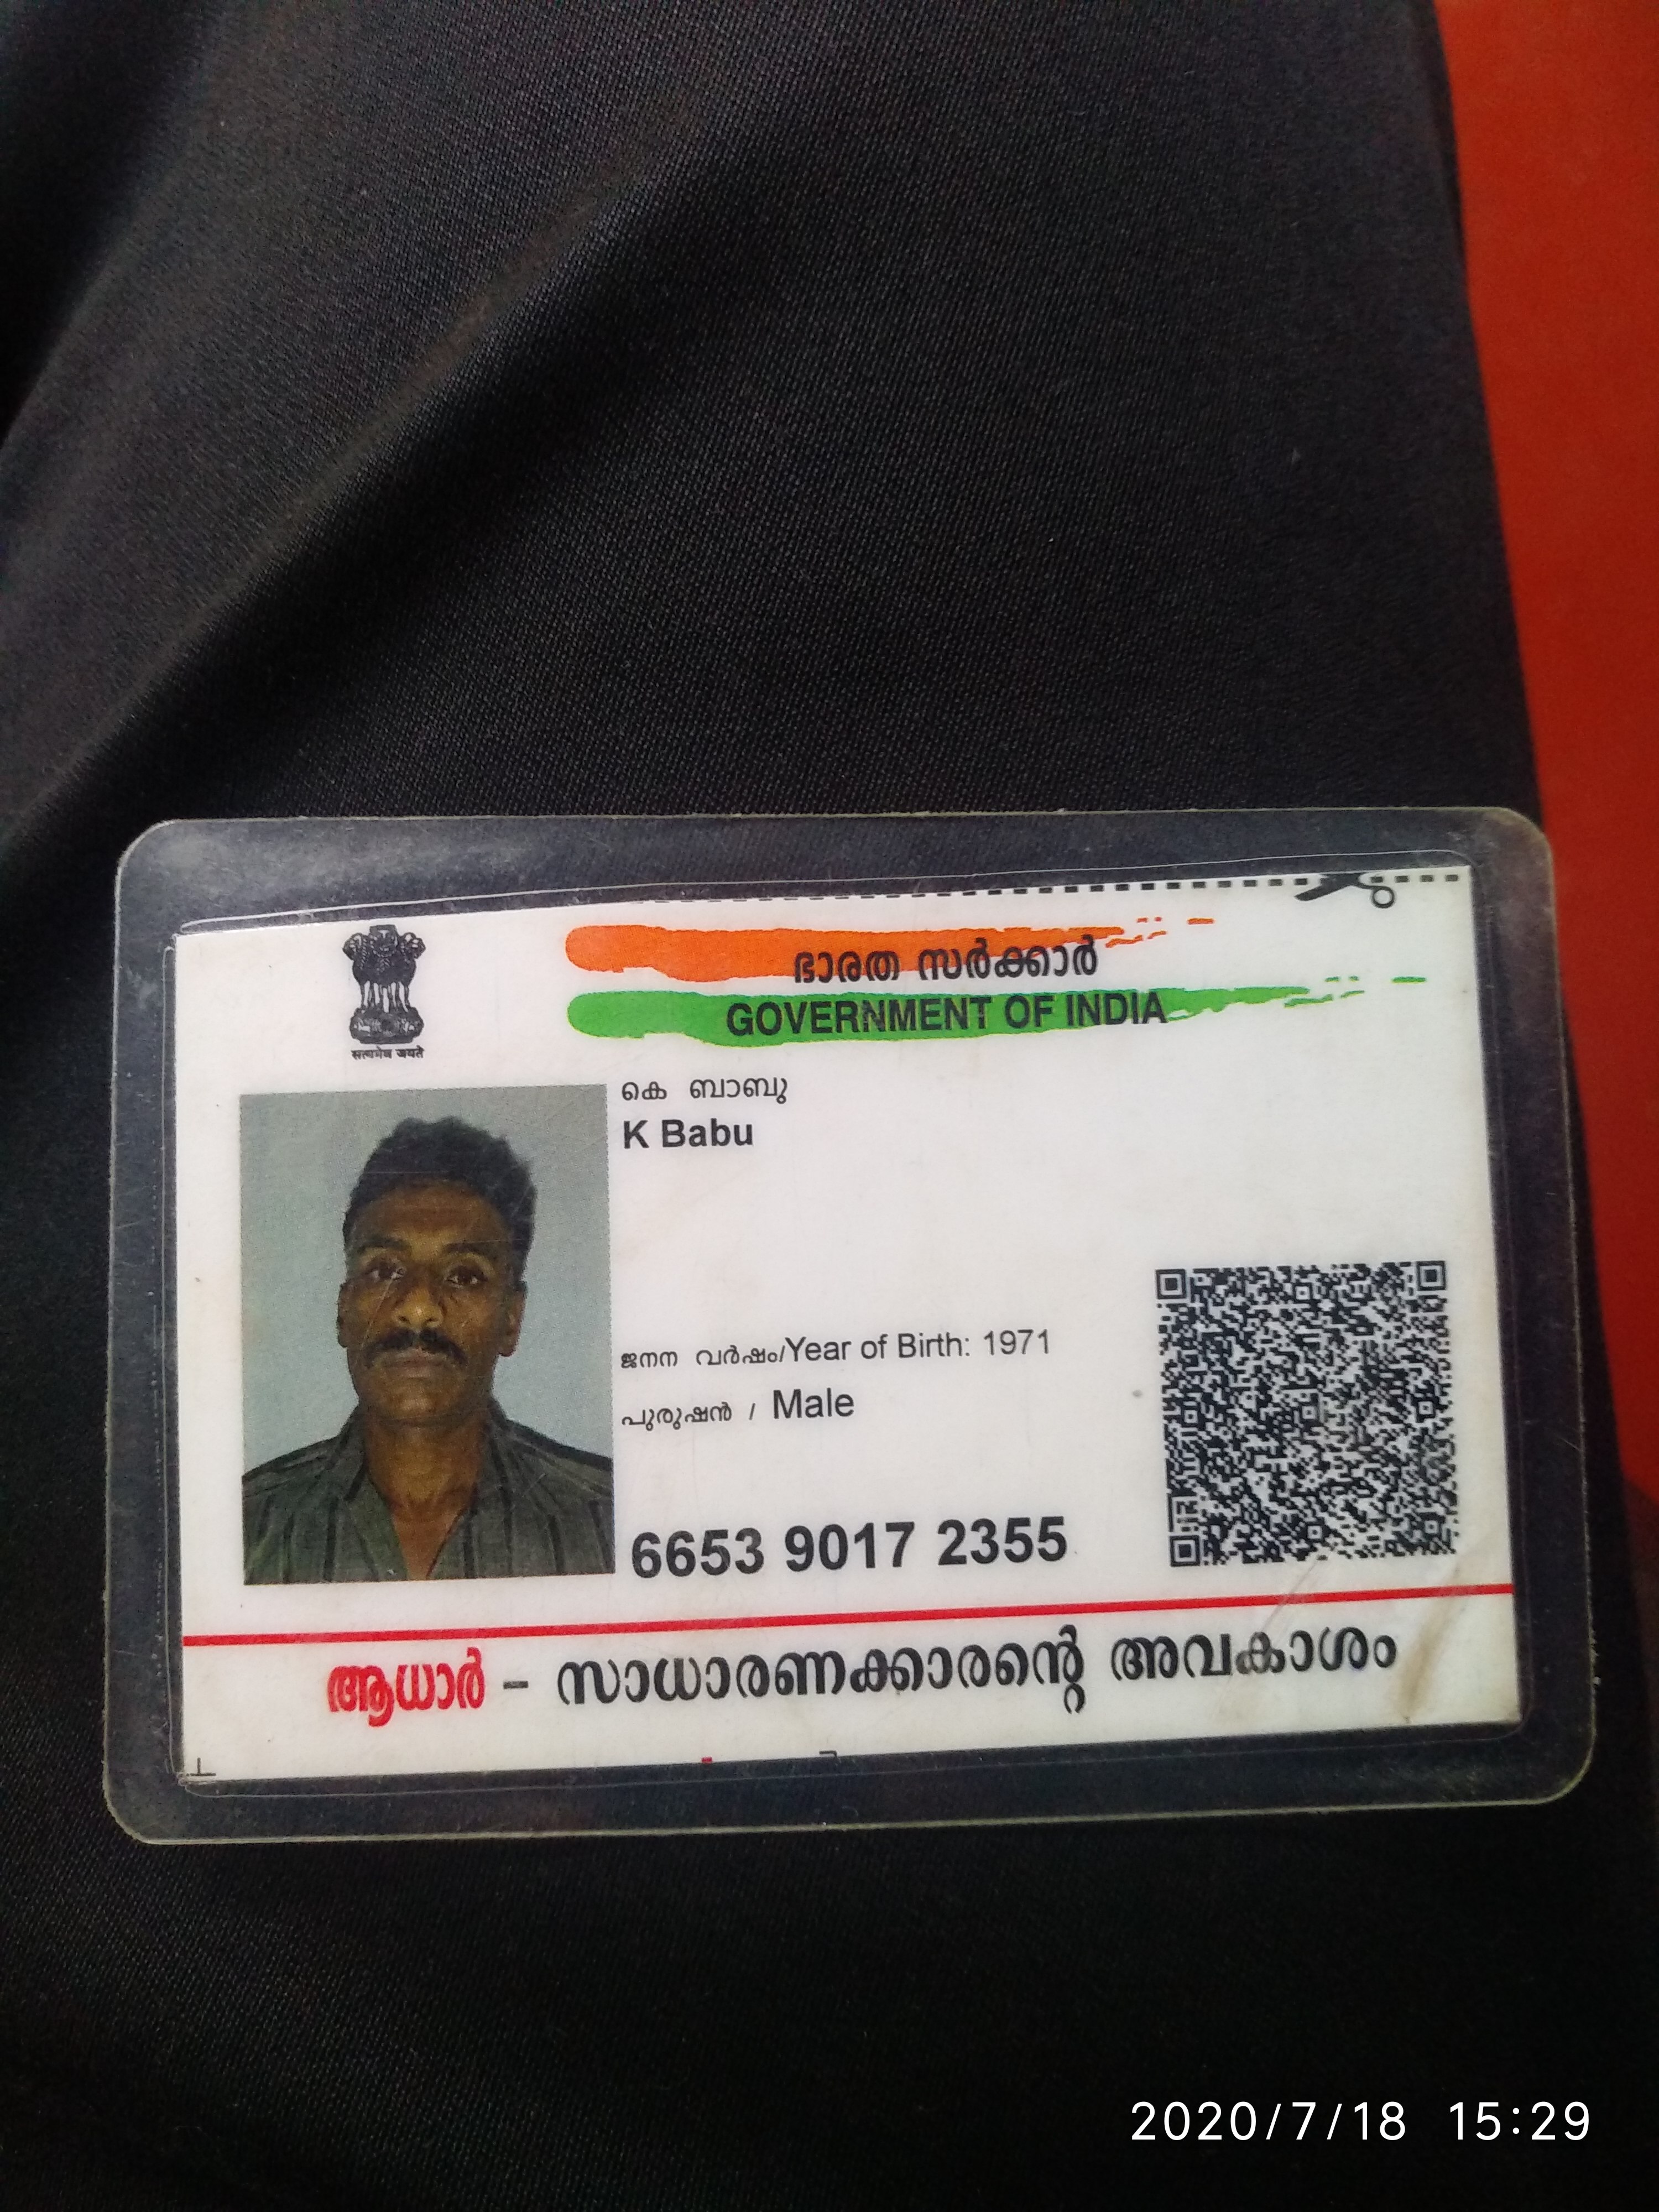 ഭാരത സർക്കാർ
GOVERNMENT OF INDIA
सत्यमेव जयते
കെ ബാബു
K Babu
ജനന വർഷം/Year of Birth: 1971
പുരുഷൻ / Male
6653 9017 2355
ആധാർ - സാധാരണക്കാരന്റെ അവകാശം
2020/7/18 15:29